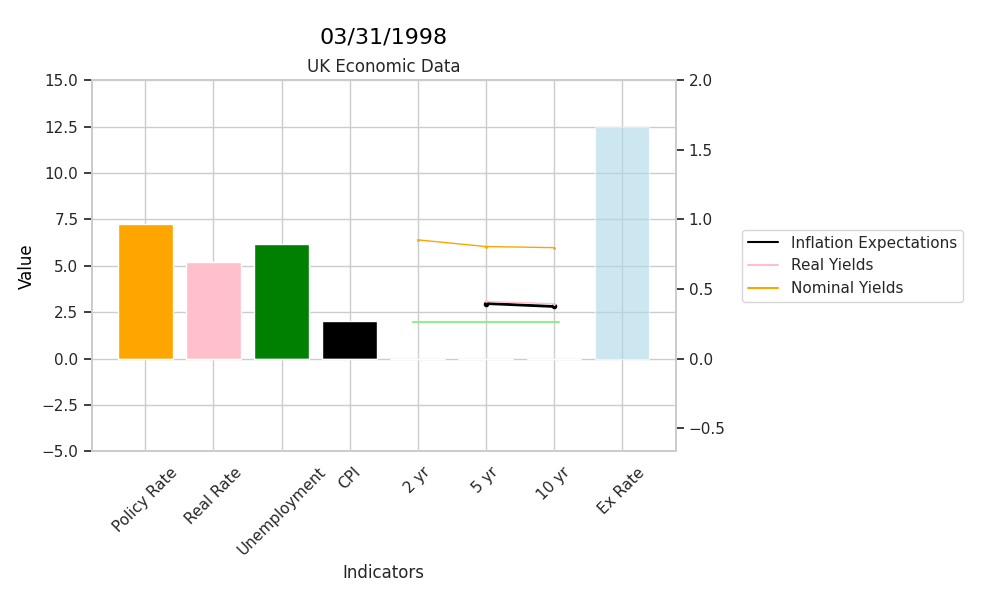 03/31/1998
UK Economic Data
15.0
12.5
10.0
7.5
5.0
2.5
0.0
−2.5
−5.0
Value
2.0
1.5
1.0
0.5
0.0
−0.5
Inflation Expectations
Real Yields
Nominal Yields
Policy Rate
Real Rate
Unemployment
CPI
2 yr
5 yr
10 yr
Ex Rate
Indicators